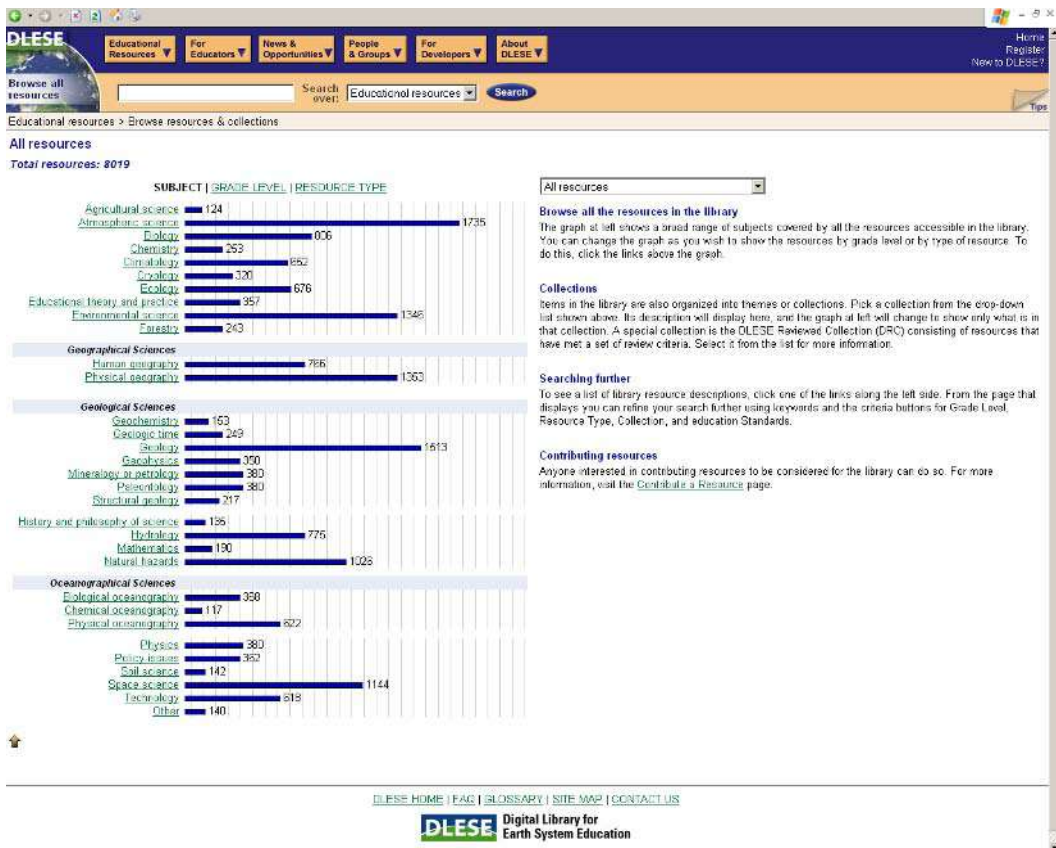 DLESE
Educational Resources
For Educators
News & Opportunities
People & Groups
For Developers
About DLESE
Home
Register
New to DLESE?
Browse all resources
Search over:
Educational resources
Search
Tips
Educational resources > Browse resources & collections
All resources
Total resources: 8019
SUBJECT | GRADE LEVEL | RESOURCE TYPE
Agricultural science 124
Atmospheric science 1735
Biology
Chemistry 253
Climatology 652
Cryology 320
Ecology 676
Educational theory and practice 357
Environmental science 1346
Forestry 243
Geographical Sciences
Human geography 766
Physical geography 1353
Geological Sciences
Geochemistry 153
Geologic time 249
Geology 1513
Geophysics 350
Mineralogy or petrology 380
Paleontology 380
Structural geology 217
History and philosophy of science 136
Hydrology 775
Mathematics 190
Natural hazards 1023
Oceanographical Sciences
Biological oceanography 358
Chemical oceanography 117
Physical oceanography 622
Physics 380
Policy issues 362
Soil science 142
Space science 1144
Technology 618
Other 140
All resources
Browse all the resources in the library
The graph at left shows a broad range of subjects covered by all the resources accessible in the library.
You can change the graph as you wish to show the resources by grade level or by type of resource. To
do this, click the links above the graph.
Collections
Items in the library are also organized into themes or collections. Pick a collection from the drop-down
list shown above. Its description will display here, and the graph at left will change to show only what is in
that collection. A special collection is the DLESE Reviewed Collection (DRC) consisting of resources that
have met a set of review criteria. Select it from the list for more information.
Searching further
To see a list of library resource descriptions, click one of the links along the left side. From the page that
displays you can refine your search further using keywords and the criteria buttons for Grade Level,
Resource Type, Collection, and education Standards.
Contributing resources
Anyone interested in contributing resources to be considered for the library can do so. For more
information, visit the Contribute a Resource page.
DLESE HOME | FAQ | GLOSSARY | SITE MAP | CONTACT US
DLESE Digital Library for
Earth System Education